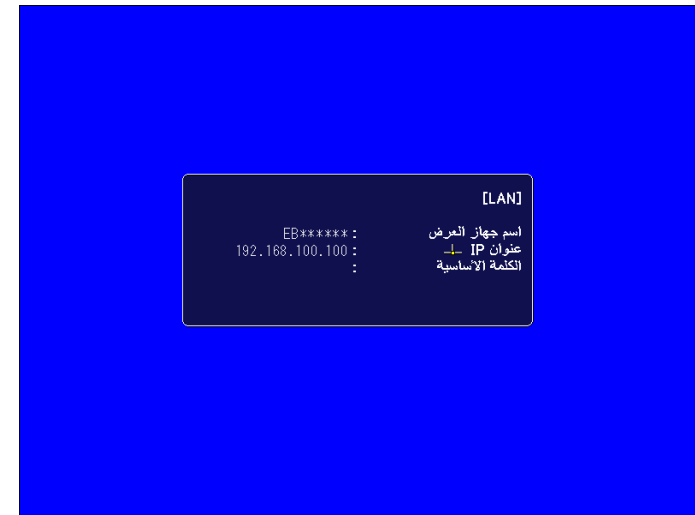 [LAN]
اسم جهاز العرض : EB******
عنوان IP : 192.168.100.100
الكلمة الأساسية :